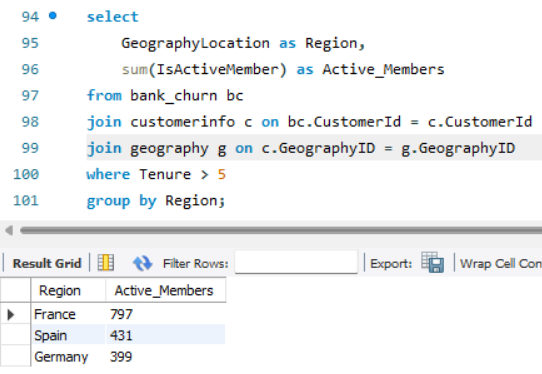 94 select
95 GeographyLocation as Region,
96 sum(IsActiveMember) as Active_Members
97 from bank_churn bc
98 join customerinfo c on bc.CustomerId = c.CustomerId
99 join geography g on c.GeographyID = g.GeographyID
100 where Tenure > 5
101 group by Region;
Result Grid Filter Rows: Export: Wrap Cell Con
Region Active_Members
France 797
Spain 431
Germany 399